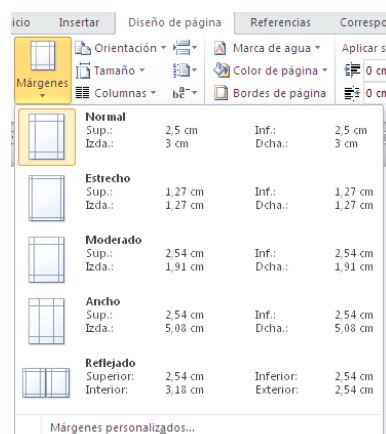 icio Insertar Diseño de página Referencias Correspo
Orientación Marca de agua Aplicar s
Tamaño Color de página 0 cm
Márgenes
Columnas Bordes de página 0 cm
Normal
Sup.: 2,5 cm Inf.: 2,5 cm
Izda.: 3 cm Dcha.: 3 cm
Estrecho
Sup.: 1,27 cm Inf.: 1,27 cm
Izda.: 1,27 cm Dcha.: 1,27 cm
Moderado
Sup.: 2,54 cm Inf.: 2,54 cm
Izda.: 1,91 cm Dcha.: 1,91 cm
Ancho
Sup.: 2,54 cm Inf.: 2,54 cm
Izda.: 5,08 cm Dcha.: 5,08 cm
Reflejado
Superior: 2,54 cm Inferior: 2,54 cm
Interior: 3,18 cm Exterior: 2,54 cm
Márgenes personalizados...